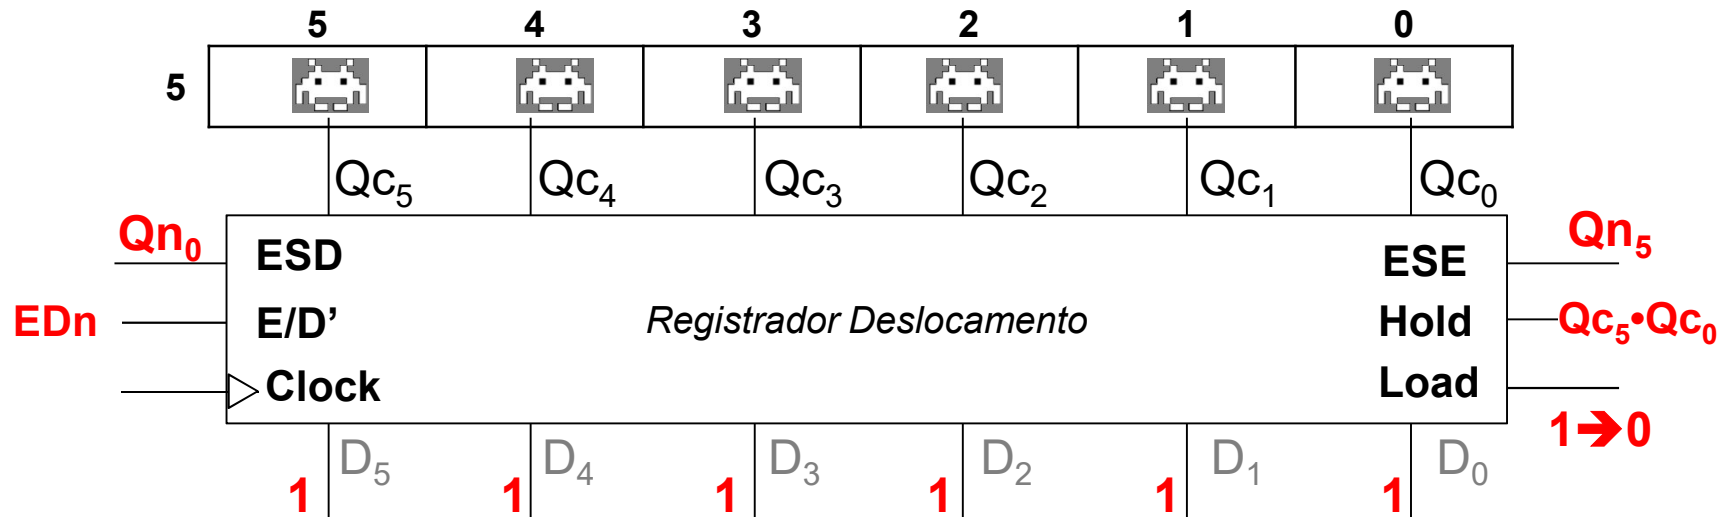 5 4 3 2 1 0
5
Qc5 Qc4 Qc3 Qc2 Qc1 Qc0
Qn0 ESD ESE Qn5
EDn E/D’ Registrador Deslocamento Hold Qc5•Qc0
Clock Load
1➔0
D5 D4 D3 D2 D1 D0
1 1 1 1 1 1